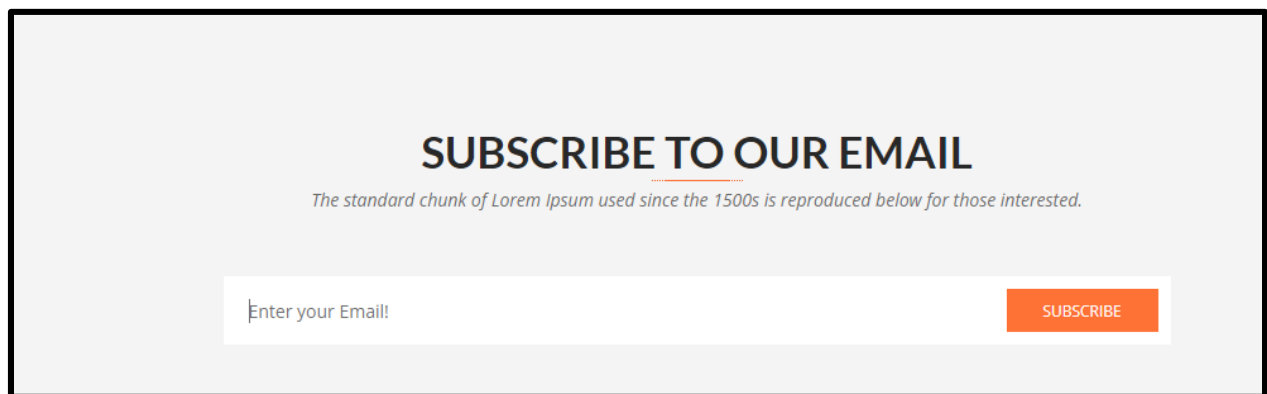 SUBSCRIBE TO OUR EMAIL
The standard chunk of Lorem Ipsum used since the 1500s is reproduced below for those interested.
Enter your Email!
SUBSCRIBE